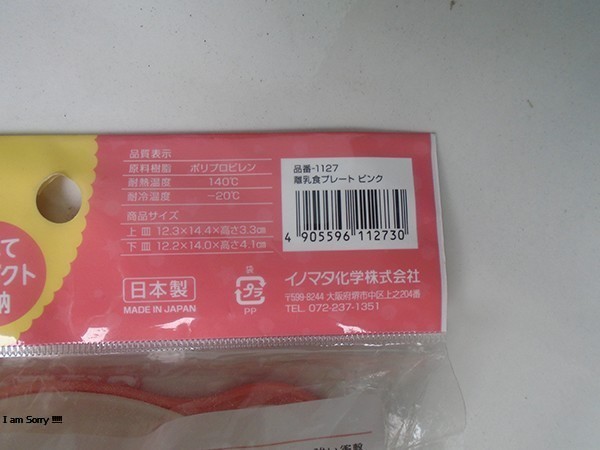 品質表示
原料樹脂 ポリプロピレン
耐熱温度 140℃
耐冷温度 −20℃
商品サイズ
上 皿 12.3×14.4×高さ3.3㎝
下 皿 12.2×14.0×高さ4.1㎝
日本製
MADE IN JAPAN
袋
プラ
PP
品番-1127
離乳食プレート ピンク
4 905596 112730
イノマタ化学株式会社
〒599-8244 大阪府堺市中区上之204番
TEL. 072-237-1351
て
クト
納
I am Sorry !!!!!